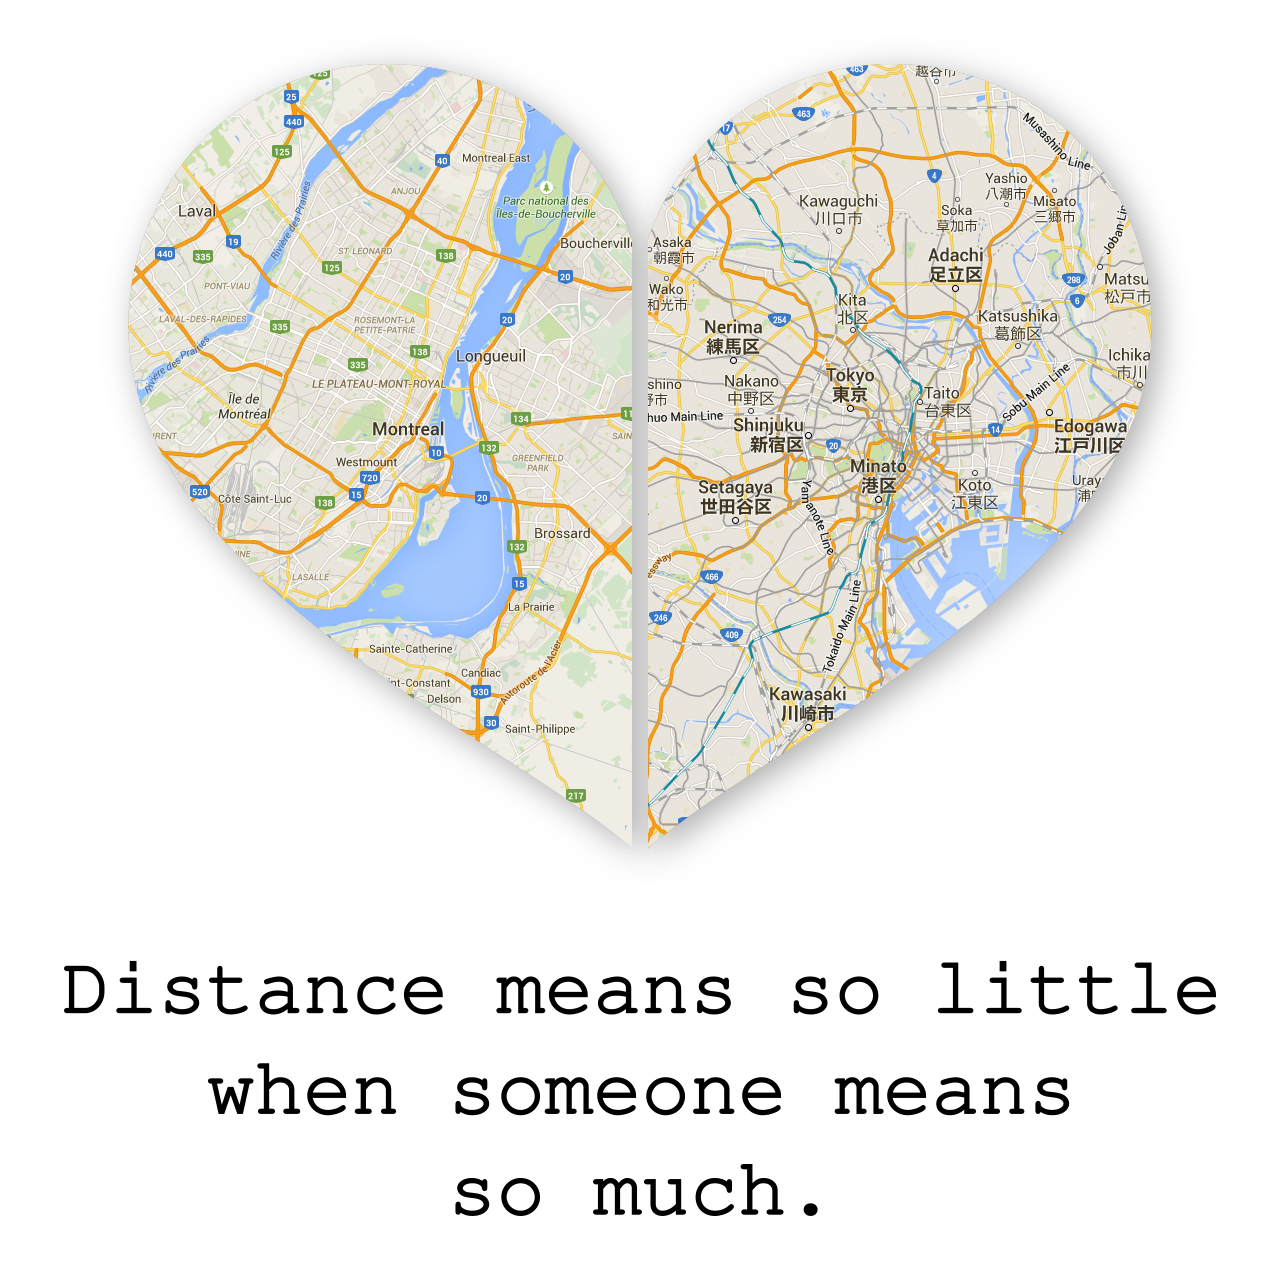 125
25
440
125
40
Montreal East
ANJOU
Parc national des
Îles-de-Boucherville
Laval
Rivière des Prairies
19
440
335
ST LEONARD
138
Boucherville
125
20
PONT-VIAU
LAVAL-DES-RAPIDES
335
ROSEMONT-LA
PETITE-PATRIE
20
138
Rivière des Prairies
335
Longueuil
LE PLATEAU-MONT-ROYAL
Île de
Montreal
134
Montreal
132
10
Westmount
GREENFIELD
PARK
720
520
15
Côte Saint-Luc
138
20
Brossard
132
LASALLE
15
La Prairie
Sainte-Catherine
Candiac
930
Delson
Autoroute de l'Acier
30
Saint-Philippe
217
463
越谷市
17
463
Musashino Line
4
Yashio
八潮市
Kawaguchi
川口市
Soka
草加市
Misato
三郷市
Asaka
朝霞市
Adachi
足立区
298
Matsu
松戸市
Wako
和光市
6
Kita
北区
254
Katsushika
葛飾区
Nerima
練馬区
Ichika
市川
shino
野市
Nakano
中野区
Tokyo
東京
Taito
台東区
Sobu Main Line
huo Main Line
Shinjuku
新宿区
20
14
Edogawa
江戸川区
Minato
港区
Setagaya
世田谷区
Yamanote Line
Koto
江東区
Uray
466
246
409
Tokaido Main Line
Kawasaki
川崎市
Distance means so little
when someone means
so much.